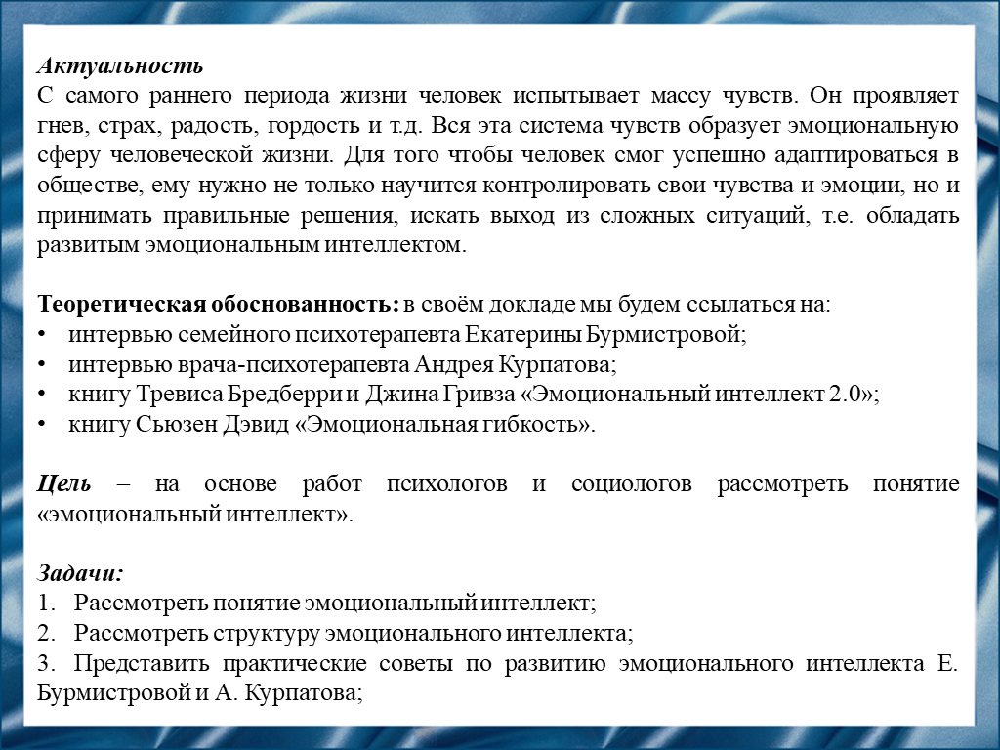 Актуальность
С самого раннего периода жизни человек испытывает массу чувств. Он проявляет
гнев, страх, радость, гордость и т.д. Вся эта система чувств образует эмоциональную
сферу человеческой жизни. Для того чтобы человек смог успешно адаптироваться в
обществе, ему нужно не только научится контролировать свои чувства и эмоции, но и
принимать правильные решения, искать выход из сложных ситуаций, т.е. обладать
развитым эмоциональным интеллектом.
Теоретическая обоснованность: в своём докладе мы будем ссылаться на:
• интервью семейного психотерапевта Екатерины Бурмистровой;
• интервью врача-психотерапевта Андрея Курпатова;
• книгу Тревиса Бредберри и Джина Гривза «Эмоциональный интеллект 2.0»;
• книгу Сьюзен Дэвид «Эмоциональная гибкость».
Цель – на основе работ психологов и социологов рассмотреть понятие
«эмоциональный интеллект».
Задачи:
1. Рассмотреть понятие эмоциональный интеллект;
2. Рассмотреть структуру эмоционального интеллекта;
3. Представить практические советы по развитию эмоционального интеллекта Е.
Бурмистровой и А. Курпатова;